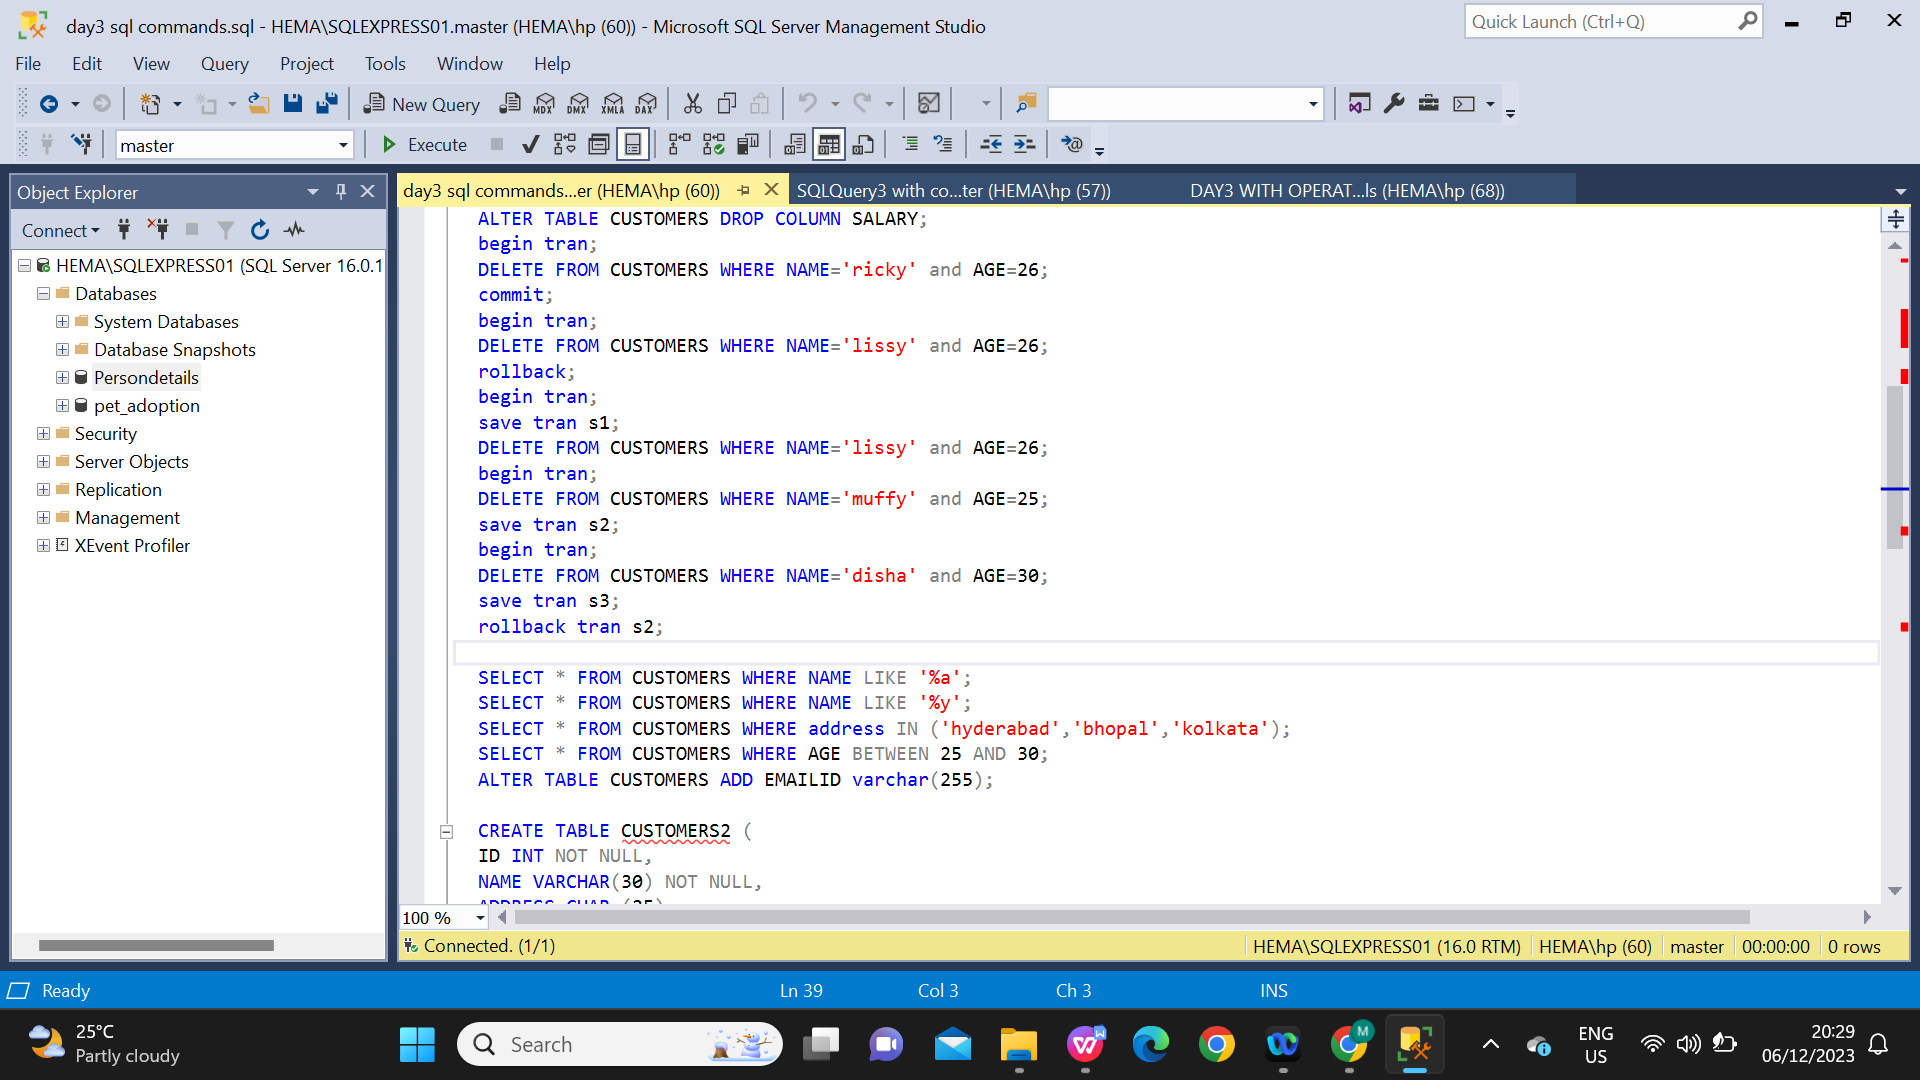 day3 sql commands.sql - HEMA\SQLEXPRESS01.master (HEMA\hp (60)) - Microsoft SQL Server Management Studio
Quick Launch (Ctrl+Q)
File Edit View Query Project Tools Window Help
New Query MDX DMX XMLA DAX
master Execute
Object Explorer
Connect
HEMA\SQLEXPRESS01 (SQL Server 16.0.1
Databases
System Databases
Database Snapshots
Persondetails
pet_adoption
Security
Server Objects
Replication
Management
XEvent Profiler
day3 sql commands...er (HEMA\hp (60)) SQLQuery3 with co...ter (HEMA\hp (57)) DAY3 WITH OPERAT...ls (HEMA\hp (68))
ALTER TABLE CUSTOMERS DROP COLUMN SALARY;
begin tran;
DELETE FROM CUSTOMERS WHERE NAME='ricky' and AGE=26;
commit;
begin tran;
DELETE FROM CUSTOMERS WHERE NAME='lissy' and AGE=26;
rollback;
begin tran;
save tran s1;
DELETE FROM CUSTOMERS WHERE NAME='lissy' and AGE=26;
begin tran;
DELETE FROM CUSTOMERS WHERE NAME='muffy' and AGE=25;
save tran s2;
begin tran;
DELETE FROM CUSTOMERS WHERE NAME='disha' and AGE=30;
save tran s3;
rollback tran s2;
SELECT * FROM CUSTOMERS WHERE NAME LIKE '%a';
SELECT * FROM CUSTOMERS WHERE NAME LIKE '%y';
SELECT * FROM CUSTOMERS WHERE address IN ('hyderabad','bhopal','kolkata');
SELECT * FROM CUSTOMERS WHERE AGE BETWEEN 25 AND 30;
ALTER TABLE CUSTOMERS ADD EMAILID varchar(255);
CREATE TABLE CUSTOMERS2 (
ID INT NOT NULL,
NAME VARCHAR(30) NOT NULL,
100 %
Connected. (1/1) HEMA\SQLEXPRESS01 (16.0 RTM) HEMA\hp (60) master 00:00:00 0 rows
Ready Ln 39 Col 3 Ch 3 INS
25°C
Partly cloudy
Search
M
ENG
US
20:29
06/12/2023